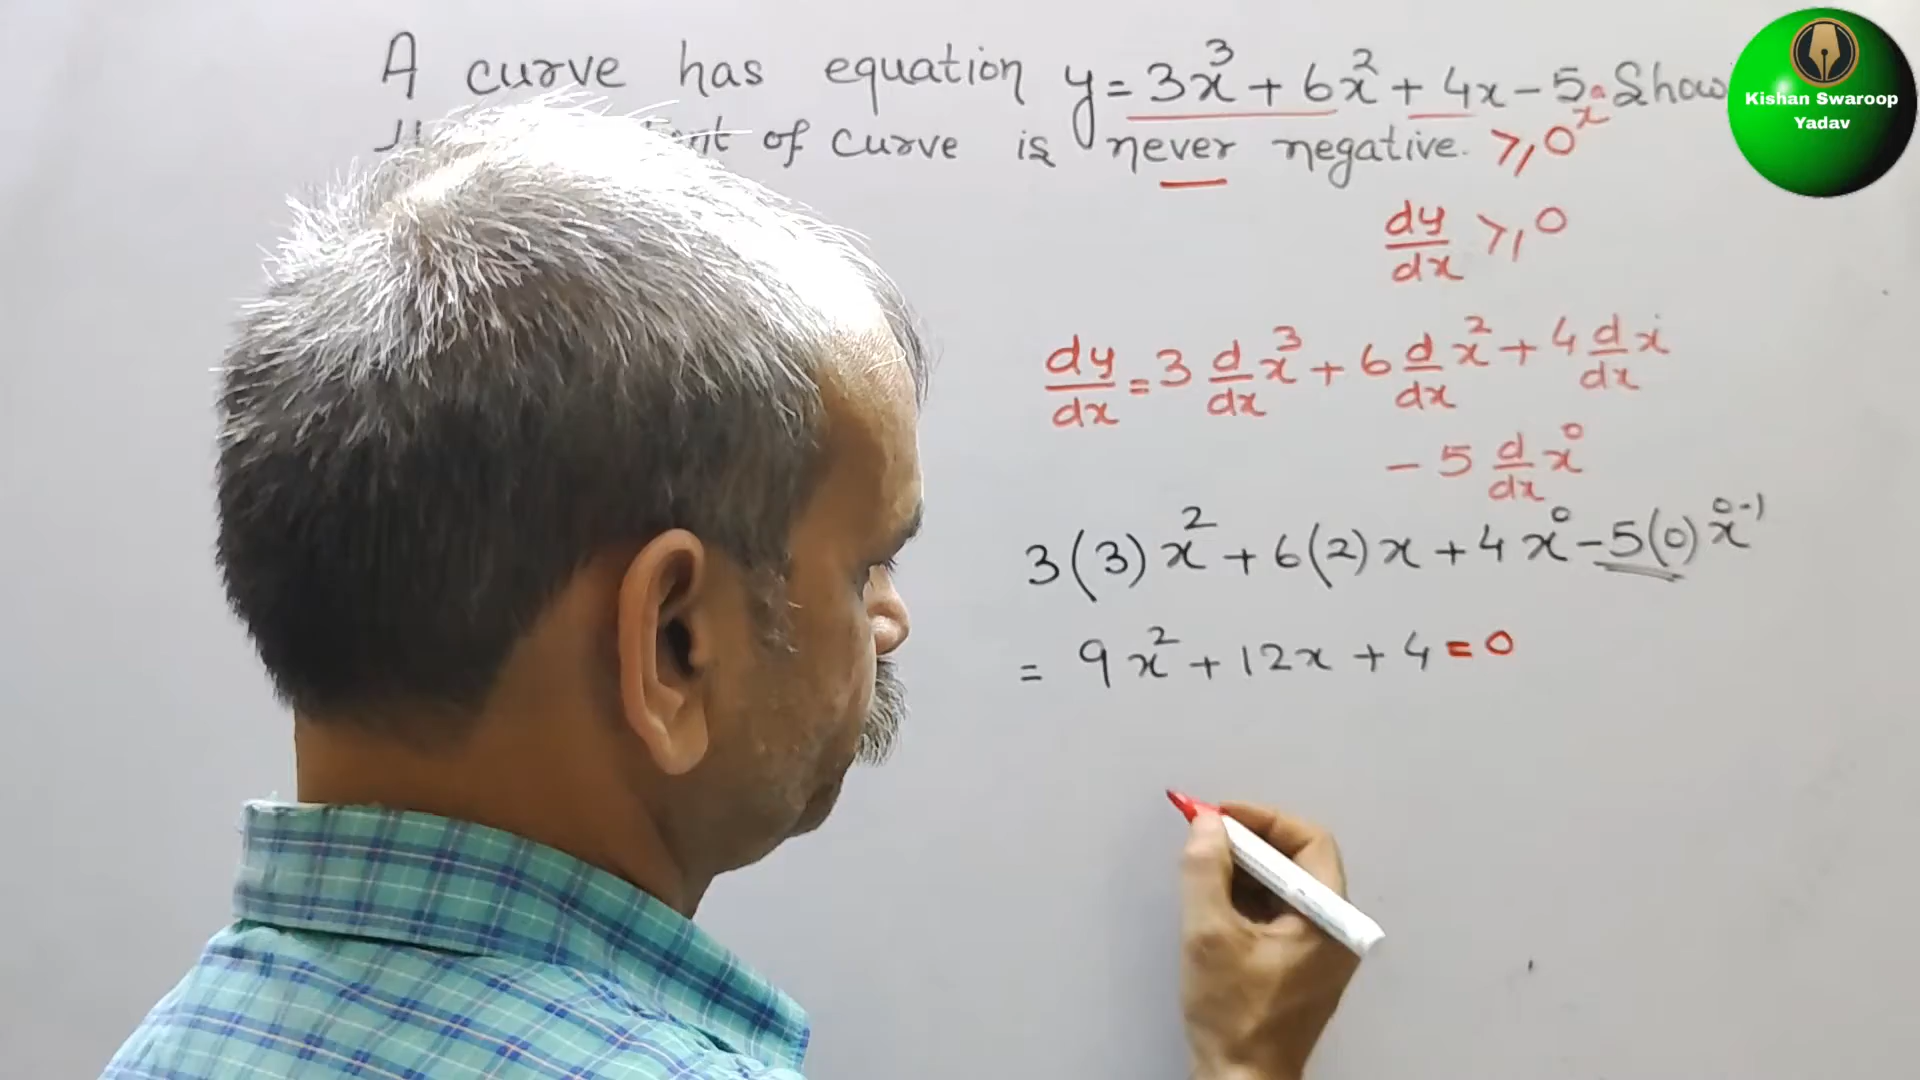 A curve has equation y = 3x³ + 6x² + 4x - 5x⁰. Show
of curve is never negative. ≥, 0
Kishan Swaroop
Yadav
dy/dx ≥, 0
dy/dx = 3 d/dx x³ + 6 d/dx x² + 4 d/dx x
- 5 d/dx x⁰
3(3)x² + 6(2)x + 4x⁰ - 5(0)x⁰⁻¹
= 9x² + 12x + 4 = 0